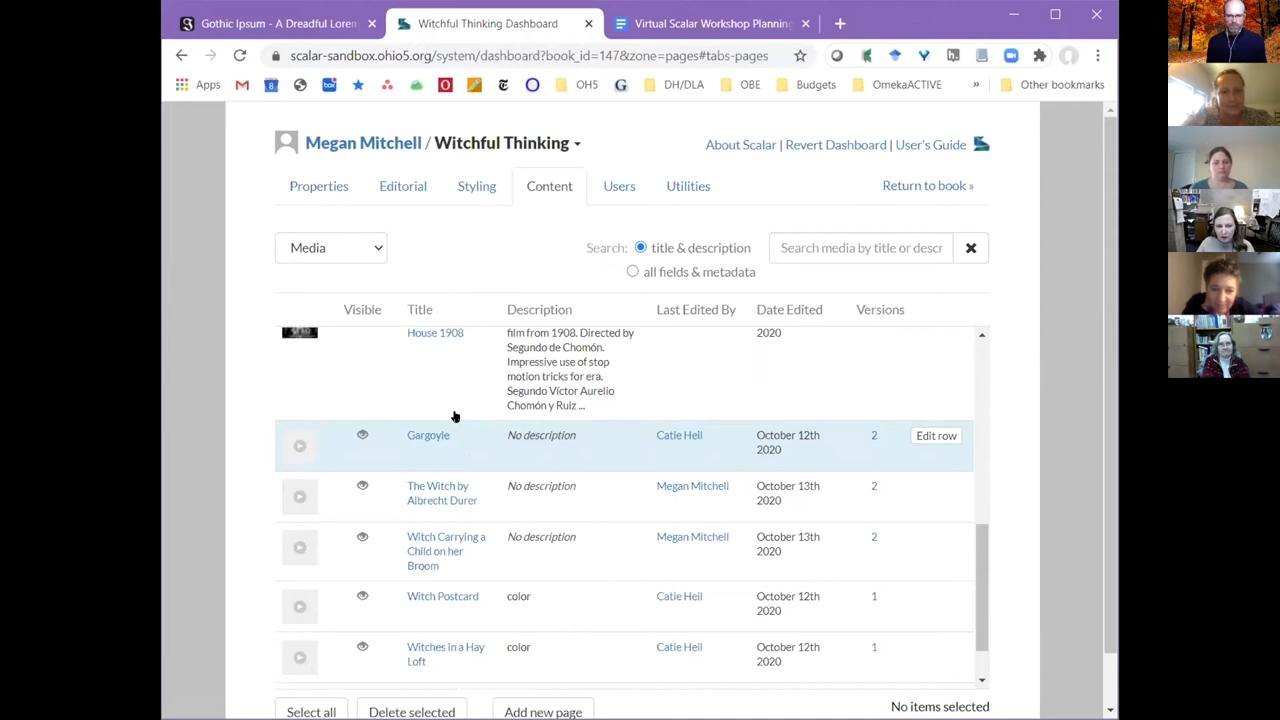 Gothic Ipsum - A Dreadful Lorem
Witchful Thinking Dashboard
Virtual Scalar Workshop Planning
scalar-sandbox.ohio5.org/system/dashboard?book_id=147&zone=pages#tabs-pages
Apps
OH5
DH/DLA
OBE
Budgets
OmekaACTIVE
»
Other bookmarks
Megan Mitchell / Witchful Thinking
About Scalar | Revert Dashboard | User's Guide
Properties
Editorial
Styling
Content
Users
Utilities
Return to book »
Media
Search:
title & description
all fields & metadata
Search media by title or descr
Visible
Title
Description
Last Edited By
Date Edited
Versions
House 1908
film from 1908. Directed by
Segundo de Chomón.
Impressive use of stop
motion tricks for era.
Segundo Víctor Aurelio
Chomón y Ruiz ...
2020
Gargoyle
No description
Catie Heil
October 12th
2020
2
Edit row
The Witch by
Albrecht Durer
No description
Megan Mitchell
October 13th
2020
2
Witch Carrying a
Child on her
Broom
No description
Megan Mitchell
October 13th
2020
2
Witch Postcard
color
Catie Heil
October 12th
2020
1
Witches in a Hay
Loft
color
Catie Heil
October 12th
2020
1
Select all
Delete selected
Add new page
No items selected